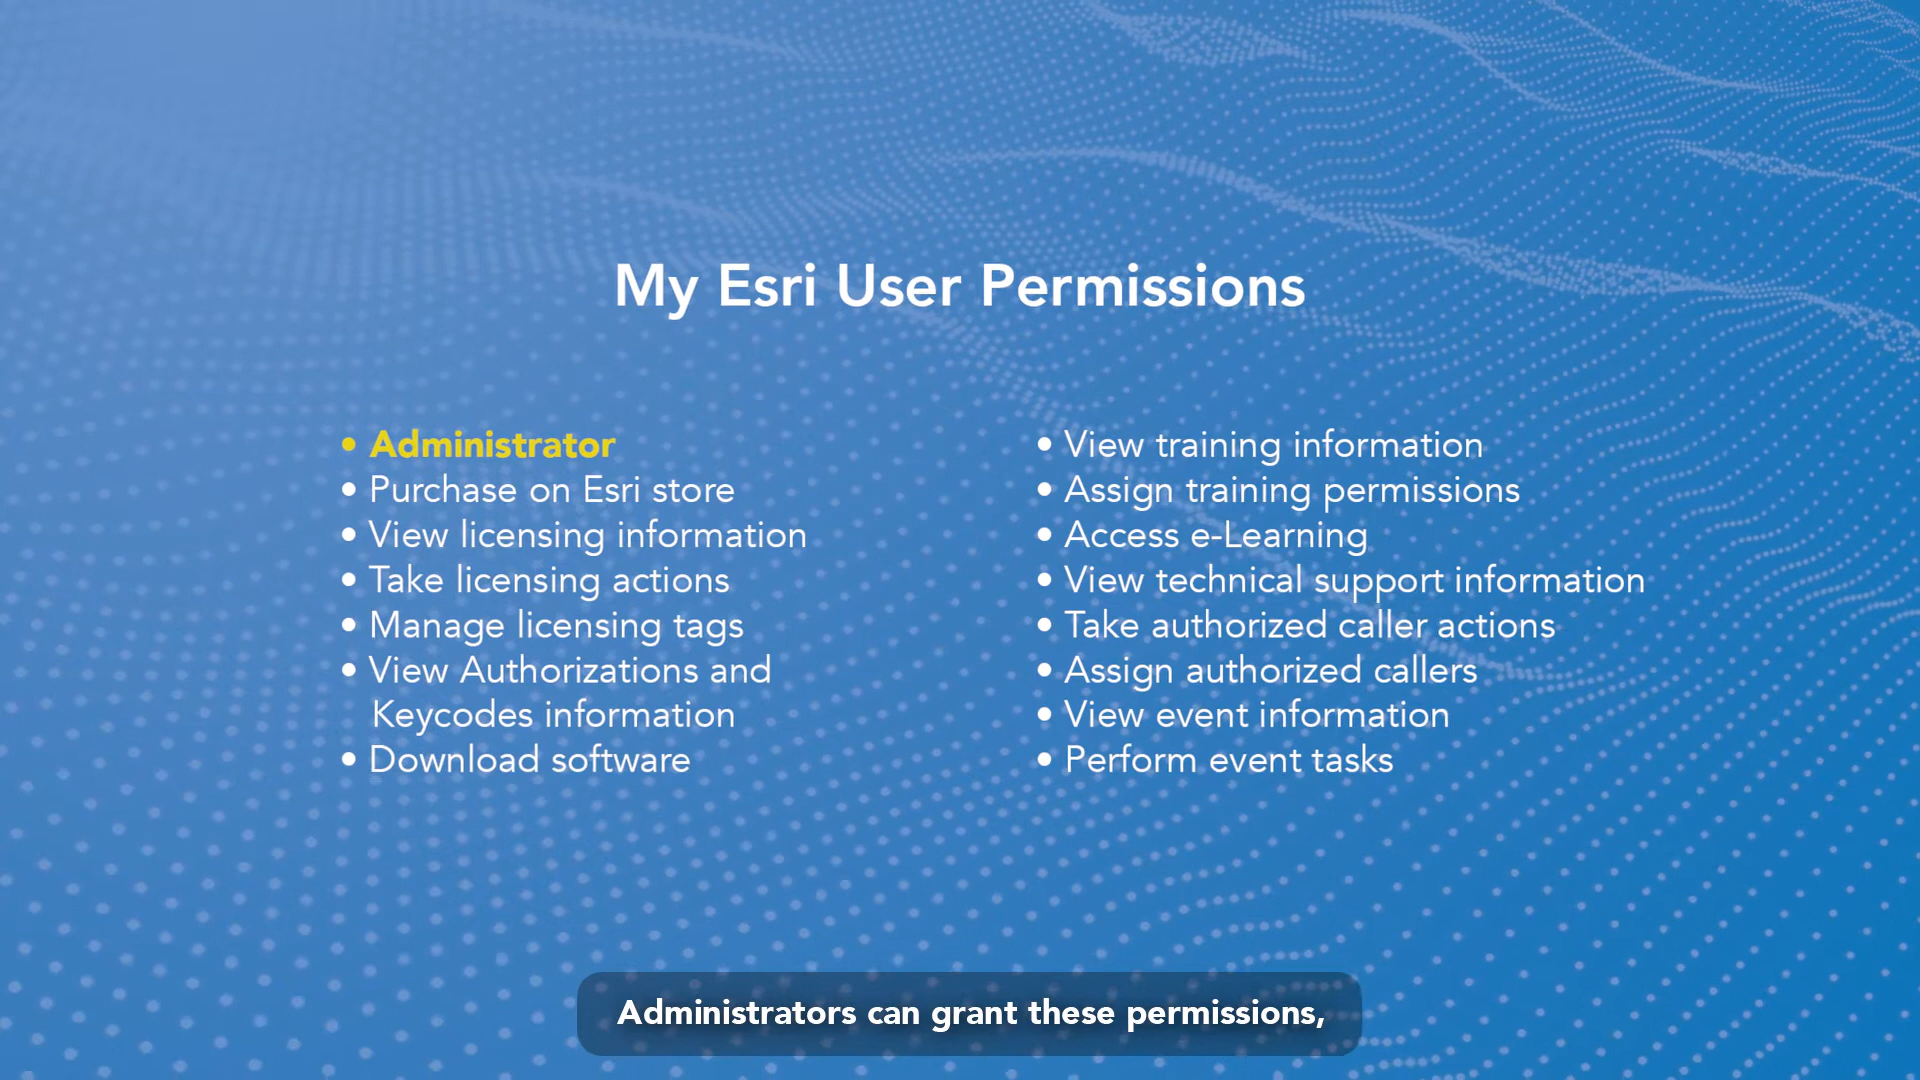 My Esri User Permissions
• Administrator
• Purchase on Esri store
• View licensing information
• Take licensing actions
• Manage licensing tags
• View Authorizations and
Keycodes information
• Download software
• View training information
• Assign training permissions
• Access e-Learning
• View technical support information
• Take authorized caller actions
• Assign authorized callers
• View event information
• Perform event tasks
Administrators can grant these permissions,